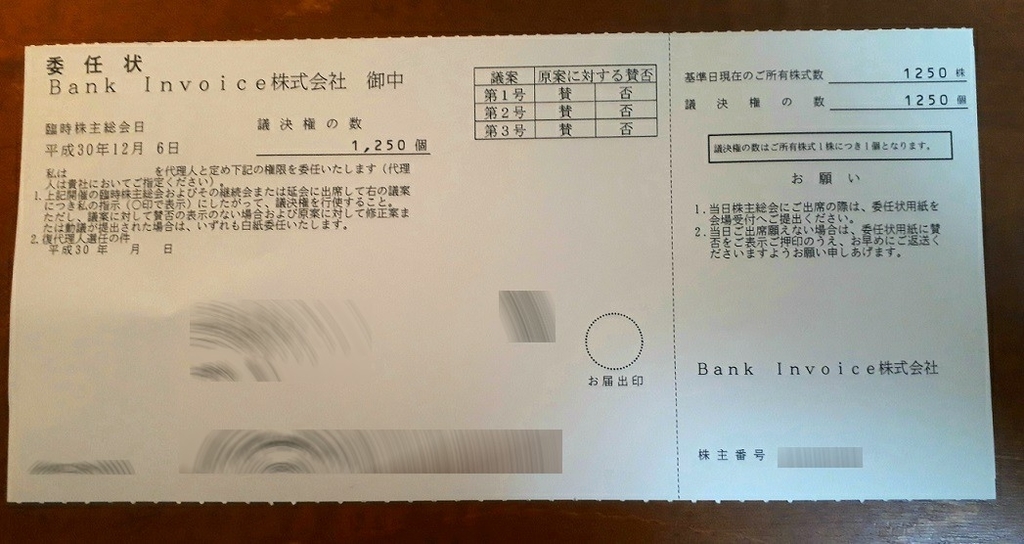 委任状
Bank Invoice株式会社 御中
臨時株主総会日 議決権の数
平成30年12月 6日 1,250 個
私は を代理人と定め下記の権限を委任いたします（代理
人は貴社においてご指定ください）。
1.上記開催の臨時株主総会およびその継続会または延会に出席して右の議案
につき私の指示（○印で表示）にしたがって、議決権を行使すること。
ただし、議案に対して賛否の表示のない場合および原案に対して修正案ま
たは動議が提出された場合は、いずれも白紙委任いたします。
2.復代理人選任の件
平成30 年 月 日
議案 原案に対する賛否
第1号 賛 否
第2号 賛 否
第3号 賛 否
お届出印
基準日現在のご所有株式数 1250 株
議決権の数 1250 個
議決権の数はご所有株式1株につき1個となります。
お願い
1.当日株主総会にご出席の際は、委任状用紙を
会場受付へご提出ください。
2.当日ご出席願えない場合は、委任状用紙に賛
否をご表示ご押印のうえ、お早めにご返送く
ださいますようお願い申しあげます。
Bank Invoice株式会社
株主番号